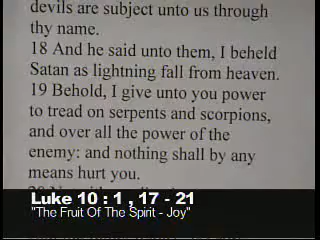 devils are subject unto us through
thy name.
18 And he said unto them, I beheld
Satan as lightning fall from heaven.
19 Behold, I give unto you power
to tread on serpents and scorpions,
and over all the power of the
enemy: and nothing shall by any
means hurt you.
Luke 10 : 1 , 17 - 21
"The Fruit Of The Spirit - Joy"